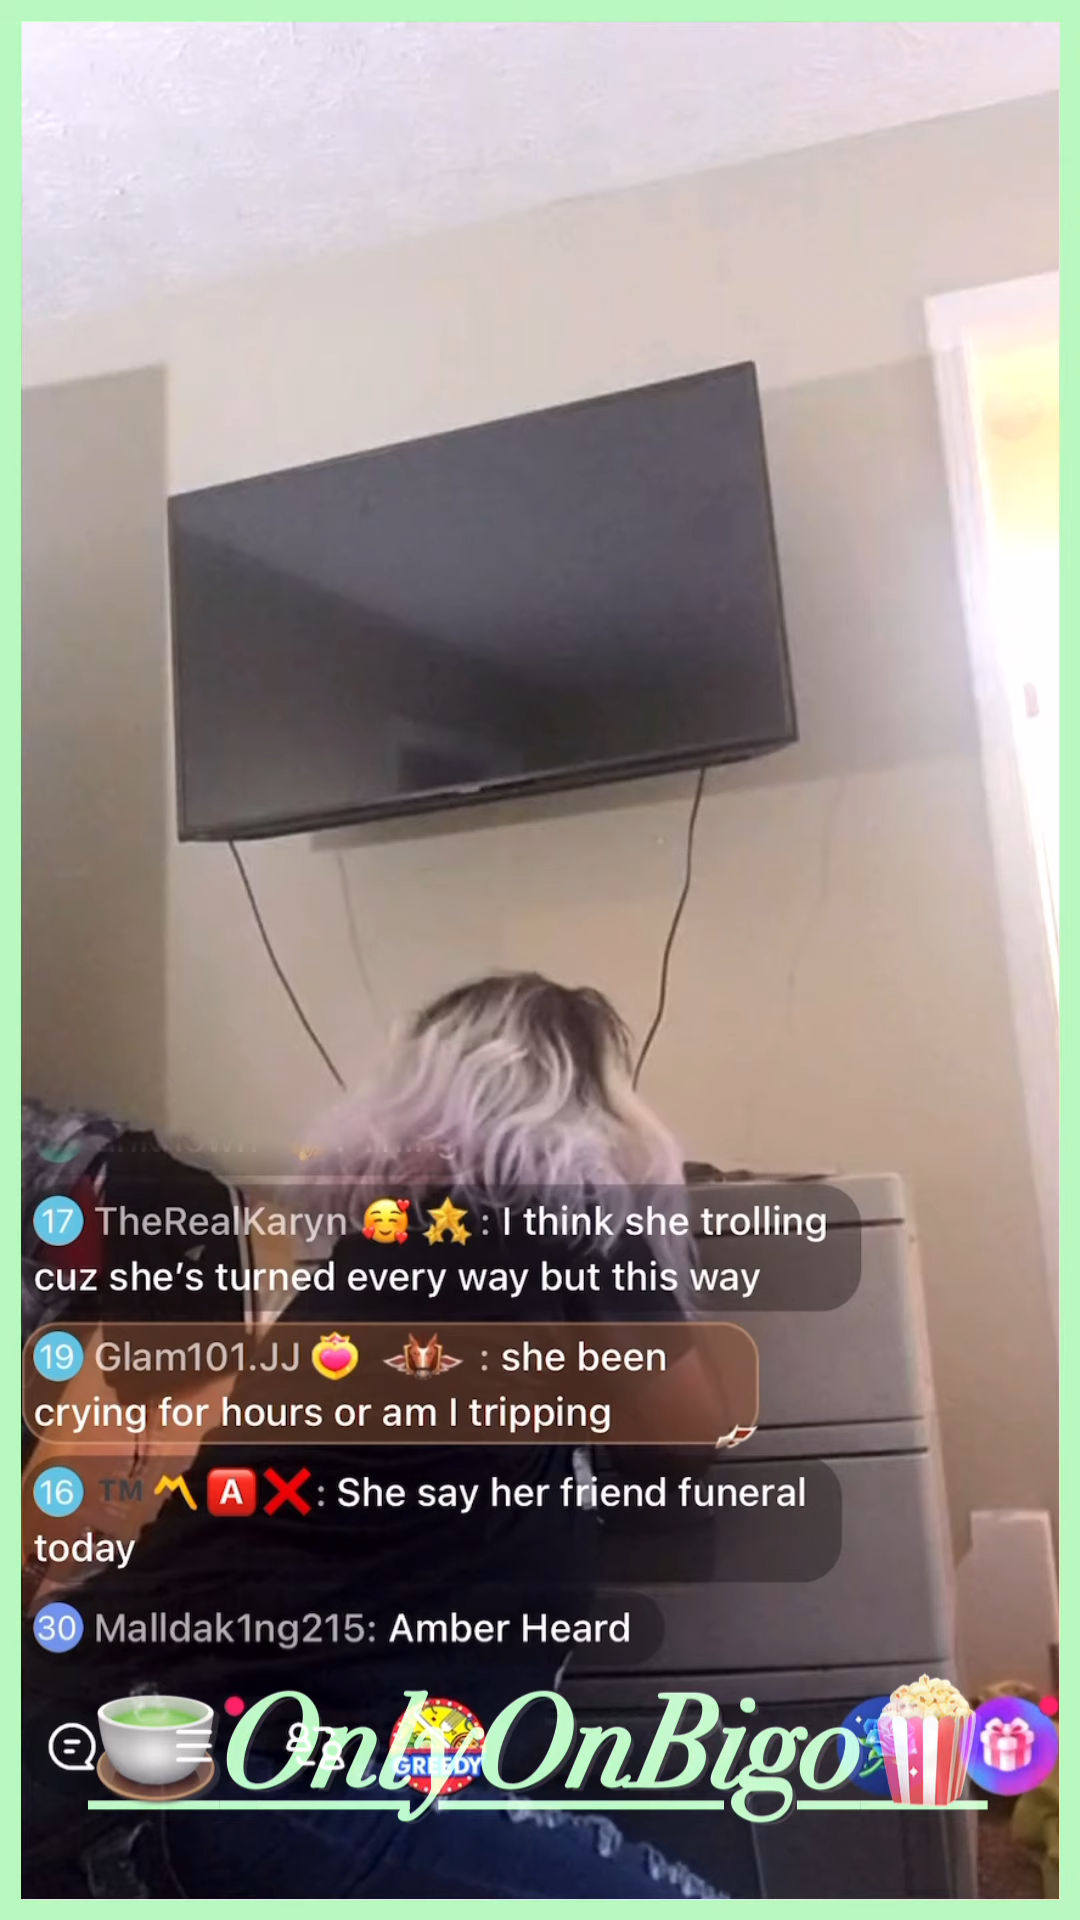 17 TheRealKaryn 🥰 🌟 : I think she trolling
cuz she's turned every way but this way
19 Glam101.JJ : she been
crying for hours or am I tripping
16 TM 〽️ 🅰️ ❌ : She say her friend funeral
today
30 Malldak1ng215: Amber Heard
OnlyOnBigo
GREEDY